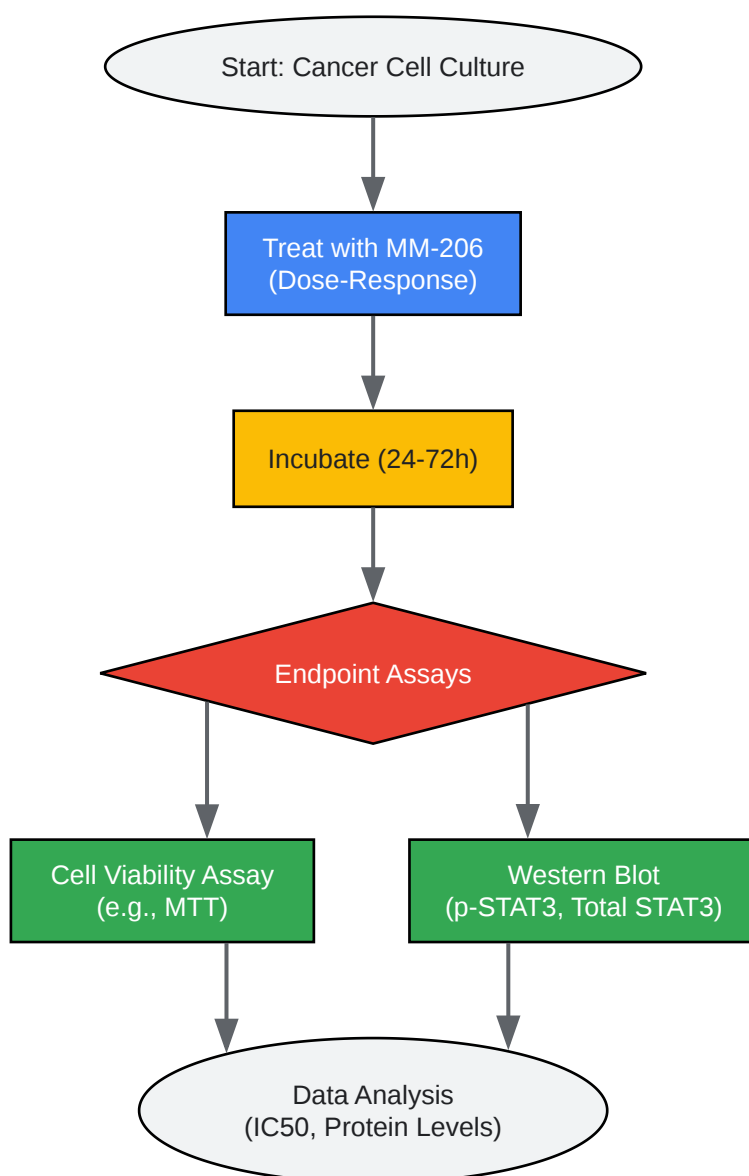 Start: Cancer Cell Culture
Treat with MM-206
(Dose-Response)
Incubate (24-72h)
Endpoint Assays
Cell Viability Assay
(e.g., MTT)
Western Blot
(p-STAT3, Total STAT3)
Data Analysis
(IC50, Protein Levels)